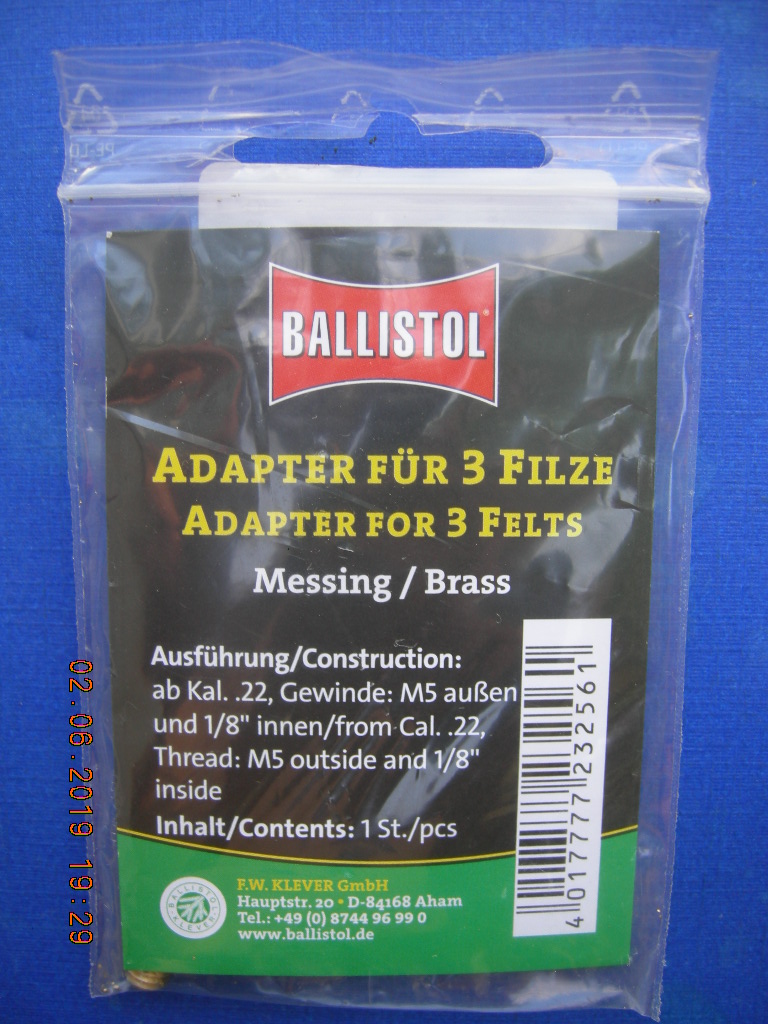 BALLISTOL
ADAPTER FÜR 3 FILZE
ADAPTER FOR 3 FELTS
Messing / Brass
Ausführung/Construction:
ab Kal. .22, Gewinde: M5 außen
und 1/8" innen/from Cal. .22,
Thread: M5 outside and 1/8"
inside
Inhalt/Contents: 1 St./pcs
4 017777 232561
BALLISTOL
KLEVER
F.W. KLEVER GmbH
Hauptstr. 20 • D-84168 Aham
Tel.: +49 (0) 8744 96 99 0
www.ballistol.de
02.06.2019 19:29